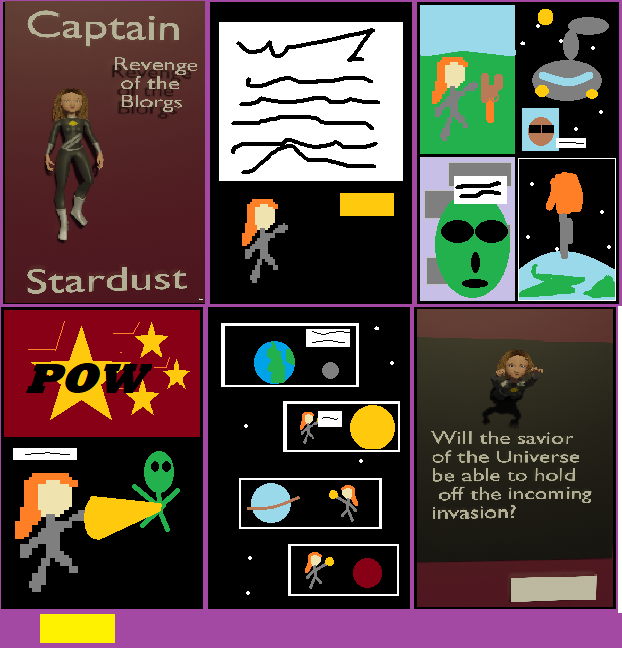 Captain
Revenge
of the
Blorgs
Stardust
POW
Will the savior
of the Universe
be able to hold
off the incoming
invasion?